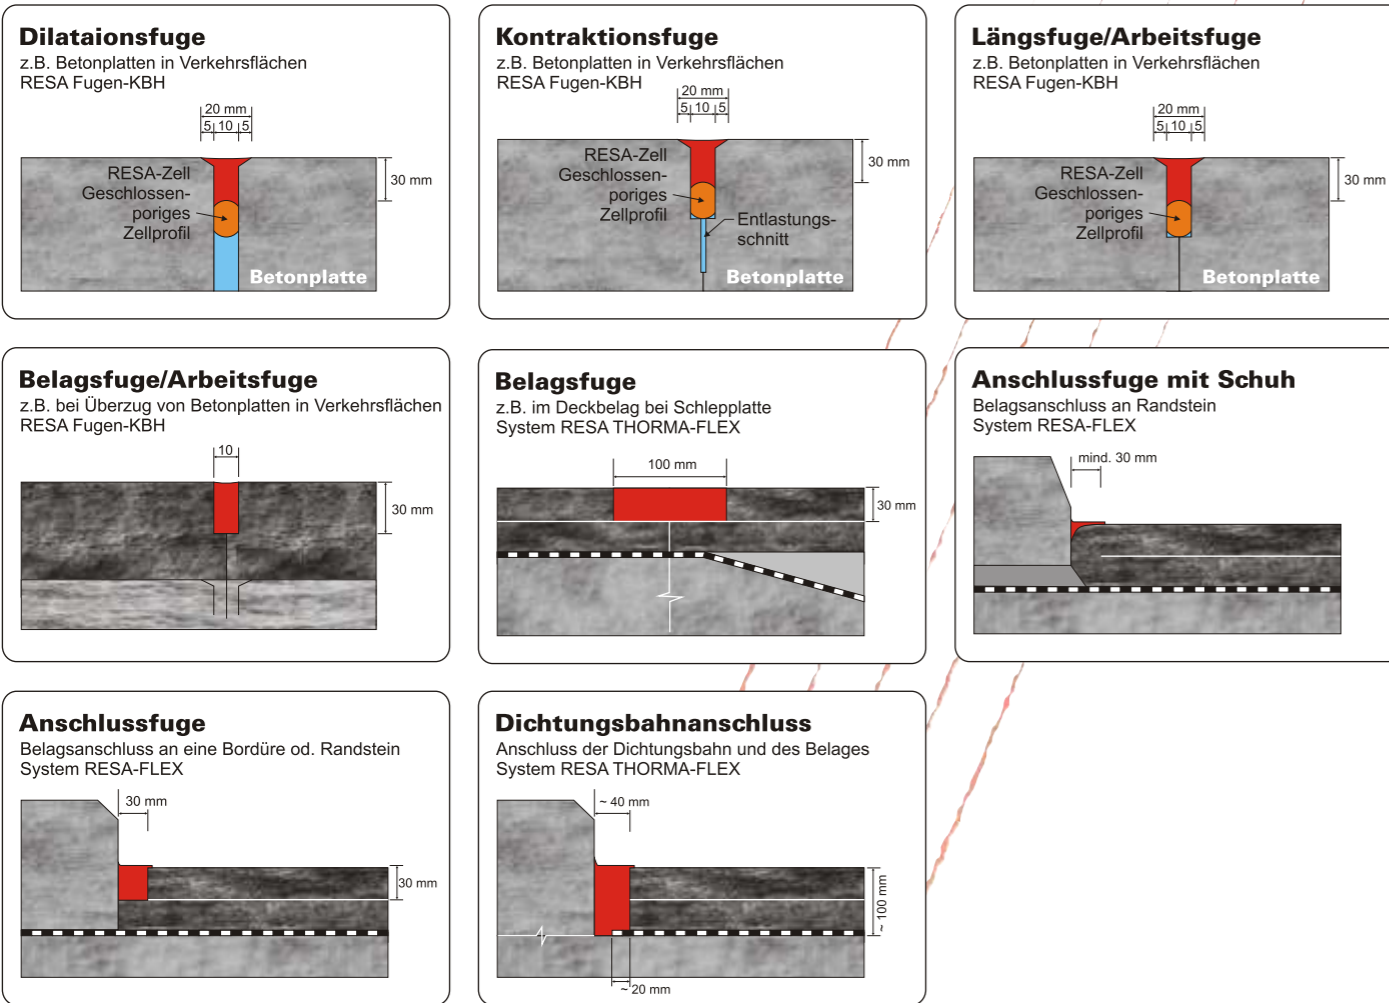 Dilataionsfuge
z.B. Betonplatten in Verkehrsflächen
RESA Fugen-KBH
20 mm
5 10 5
30 mm
RESA-Zell
Geschlossen-
poriges
Zellprofil
Betonplatte
Kontraktionsfuge
z.B. Betonplatten in Verkehrsflächen
RESA Fugen-KBH
20 mm
5 10 5
30 mm
RESA-Zell
Geschlossen-
poriges
Zellprofil
Entlastungs-
schnitt
Betonplatte
Längsfuge/Arbeitsfuge
z.B. Betonplatten in Verkehrsflächen
RESA Fugen-KBH
20 mm
5 10 5
30 mm
RESA-Zell
Geschlossen-
poriges
Zellprofil
Betonplatte
Belagsfuge/Arbeitsfuge
z.B. bei Überzug von Betonplatten in Verkehrsflächen
RESA Fugen-KBH
10
30 mm
Belagsfuge
z.B. im Deckbelag bei Schlepplatte
System RESA THORMA-FLEX
100 mm
30 mm
Anschlussfuge mit Schuh
Belagsanschluss an Randstein
System RESA-FLEX
mind. 30 mm
Anschlussfuge
Belagsanschluss an eine Bordüre od. Randstein
System RESA-FLEX
30 mm
30 mm
Dichtungsbahnanschluss
Anschluss der Dichtungsbahn und des Belages
System RESA THORMA-FLEX
~ 40 mm
~ 100 mm
~ 20 mm